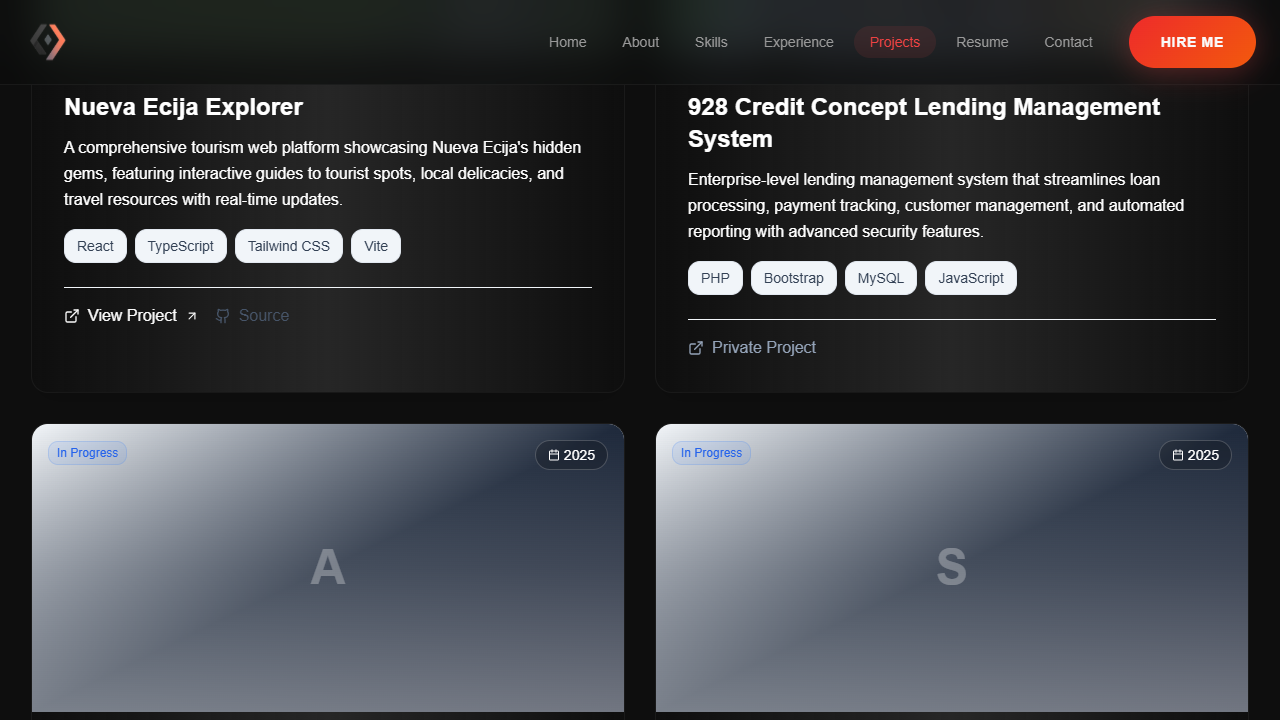 Home About Skills Experience Projects Resume Contact HIRE ME
Nueva Ecija Explorer
A comprehensive tourism web platform showcasing Nueva Ecija's hidden
gems, featuring interactive guides to tourist spots, local delicacies, and
travel resources with real-time updates.
React TypeScript Tailwind CSS Vite
View Project Source
928 Credit Concept Lending Management
System
Enterprise-level lending management system that streamlines loan
processing, payment tracking, customer management, and automated
reporting with advanced security features.
PHP Bootstrap MySQL JavaScript
Private Project
In Progress 2025
A
In Progress 2025
S